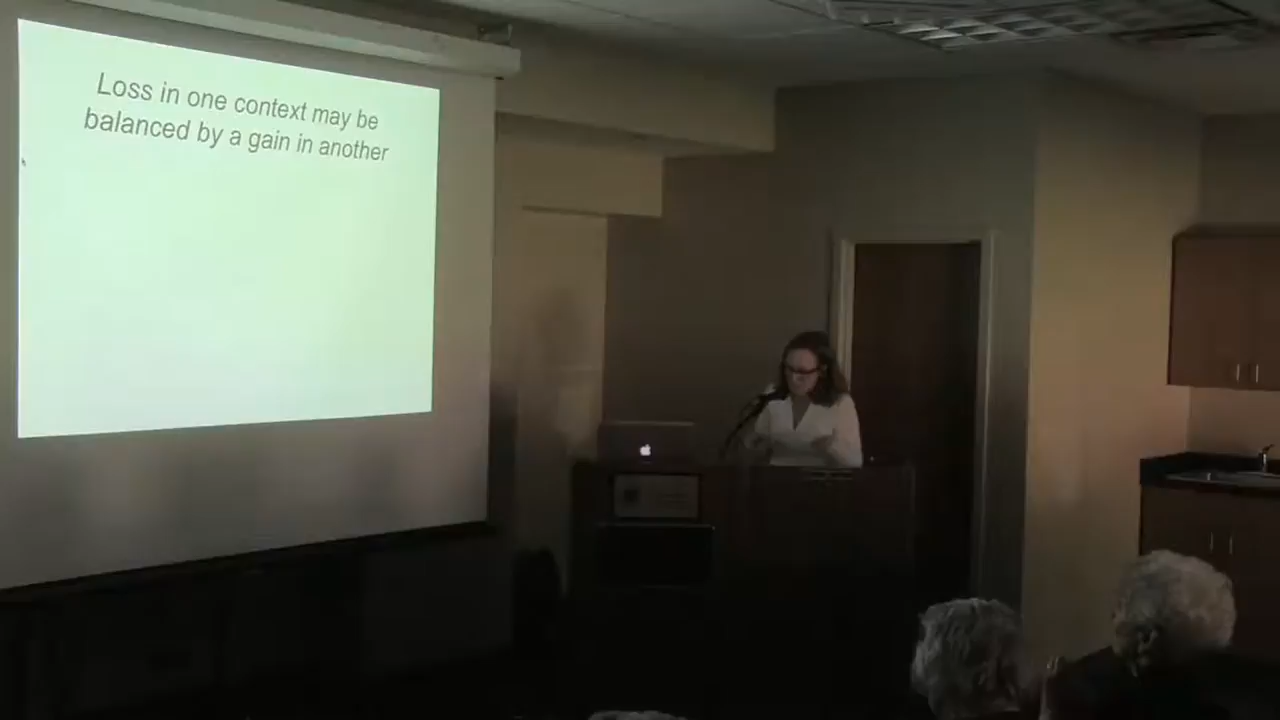 Loss in one context may be
balanced by a gain in another